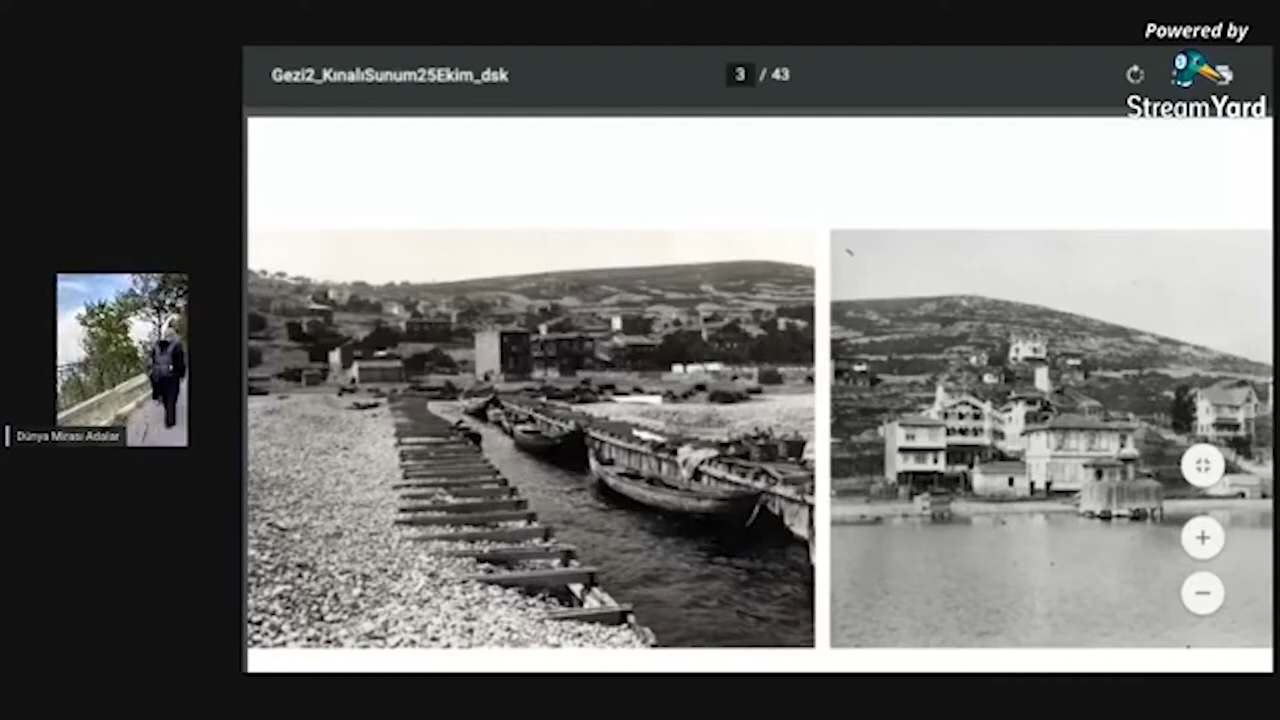 Powered by
Gezi2_KınalıSunum25Ekim_dsk
3 / 43
StreamYard
Dünya Mirası Adalar